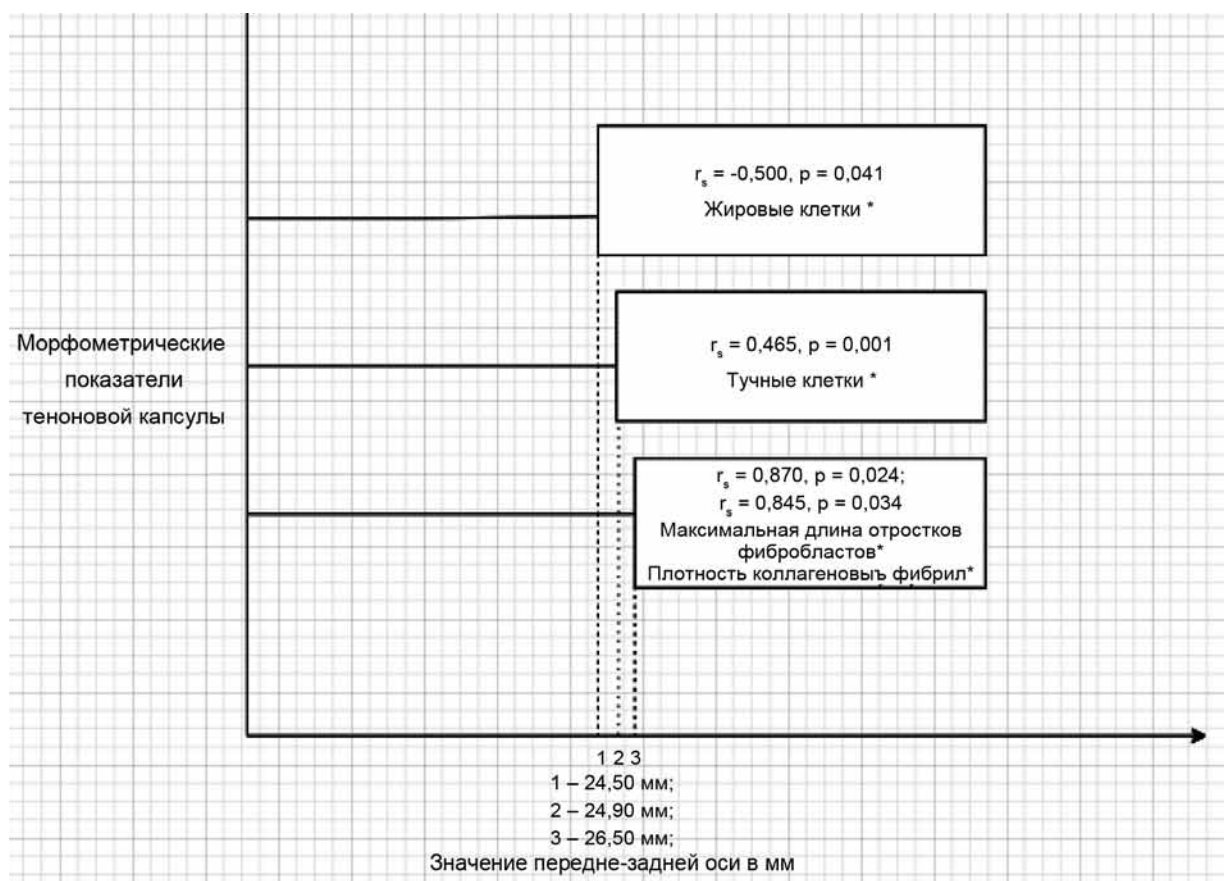 r_s = -0,500, p = 0,041
Жировые клетки *
r_s = 0,465, p = 0,001
Тучные клетки *
Морфометрические
показатели
теноновой капсулы
r_s = 0,870, p = 0,024;
r_s = 0,845, p = 0,034
Максимальная длина отростков
фибробластов*
Плотность коллагеновыъ фибрил*
1 2 3
1 – 24,50 мм;
2 – 24,90 мм;
3 – 26,50 мм;
Значение передне-задней оси в мм